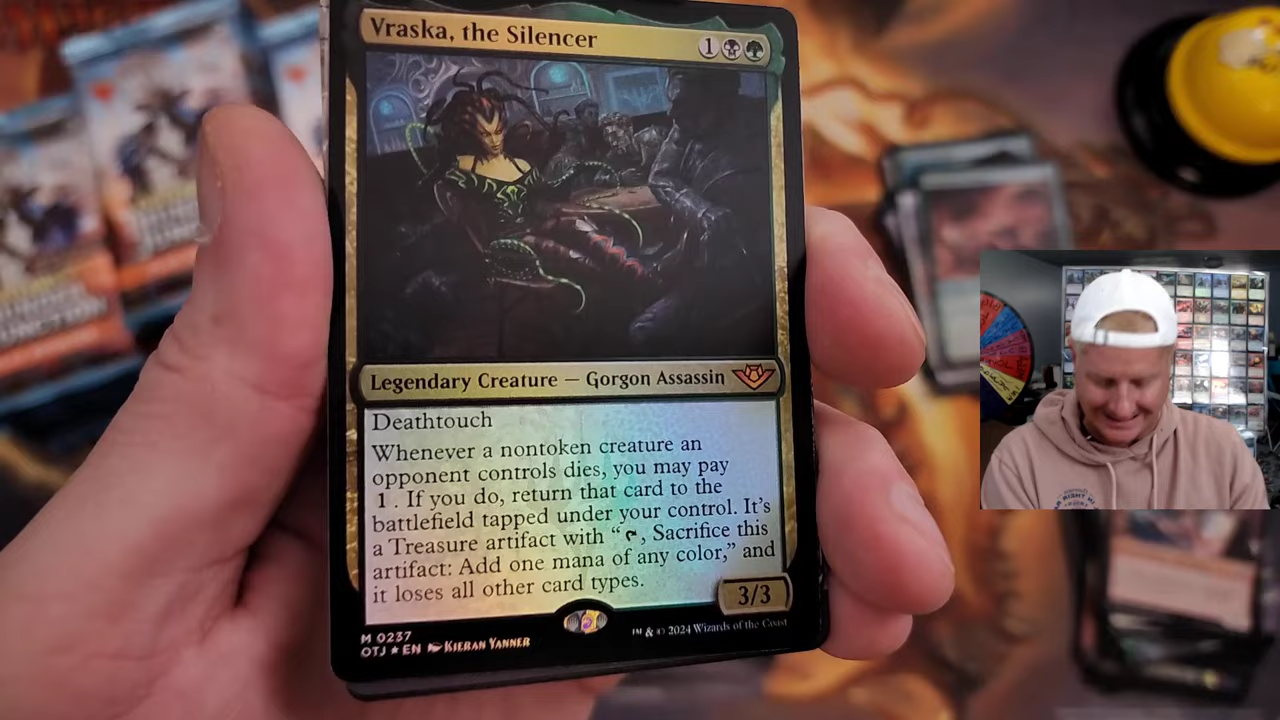 Vraska, the Silencer
1
Legendary Creature — Gorgon Assassin
Deathtouch
Whenever a nontoken creature an
opponent controls dies, you may pay
1. If you do, return that card to the
battlefield tapped under your control. It's
a Treasure artifact with “, Sacrifice this
artifact: Add one mana of any color,” and
it loses all other card types.
3/3
M 0237
OTJ ★ EN KIERAN YANNER
™ & © 2024 Wizards of the Coast